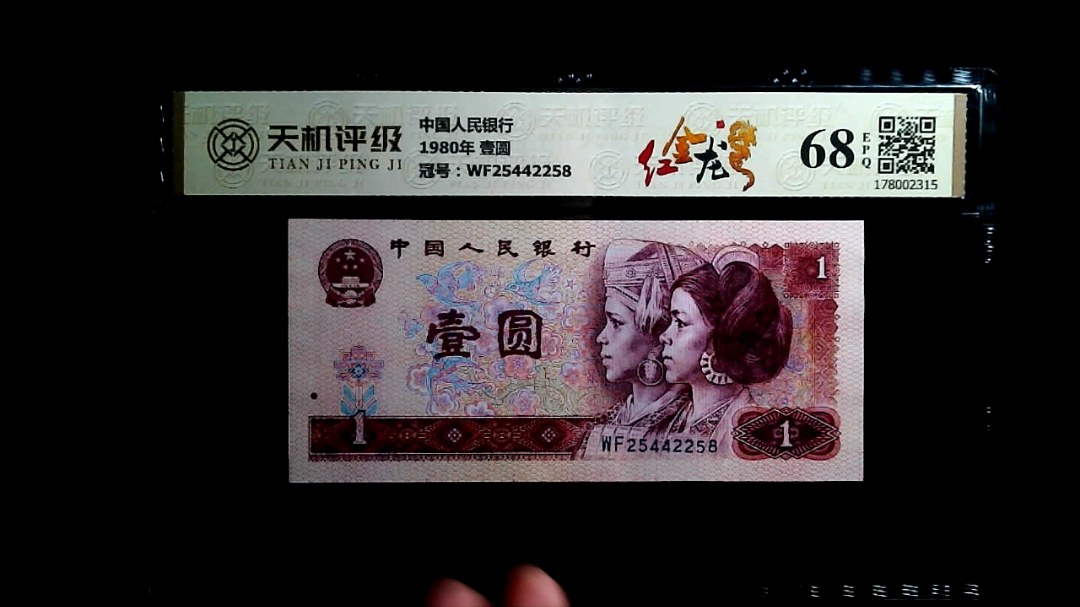 天机评级
TIAN JI PING JI
中国人民银行
1980年 壹圆
冠号：WF25442258
红金龙
68
EPQ
178002315
中国人民银行
1
壹圆
1
WF25442258
1